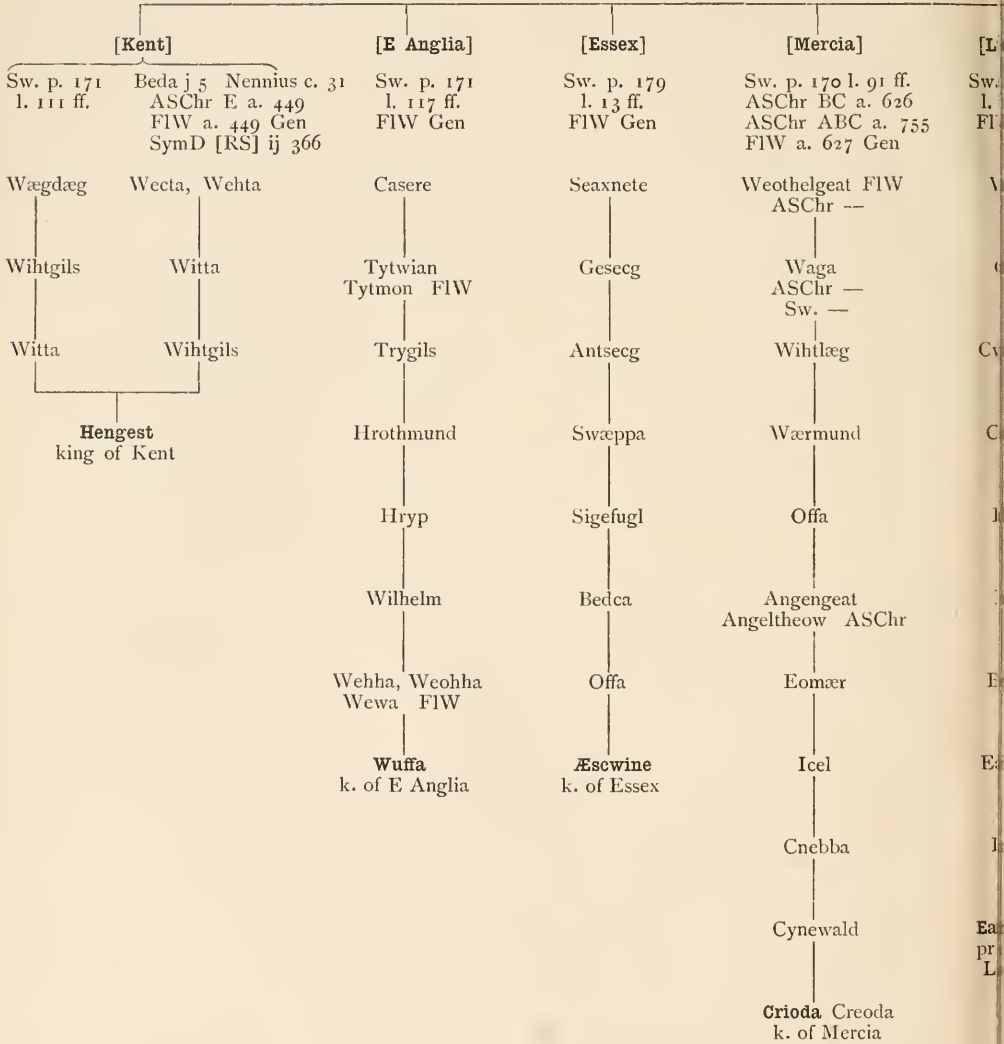 [Kent]
Sw. p. 171
l. 111 ff.
Beda j 5 Nennius c. 31
ASChr E a. 449
FlW a. 449 Gen
SymD [RS] ij 366
Wægdæg
Wihtgils
Witta
Wecta, Wehta
Witta
Wihtgils
Hengest
king of Kent
[E Anglia]
Sw. p. 171
l. 117 ff.
FlW Gen
Casere
Tytwian
Tytmon FlW
Trygils
Hrothmund
Hryp
Wilhelm
Wehha, Weohha
Wewa FlW
Wuffa
k. of E Anglia
[Essex]
Sw. p. 179
l. 13 ff.
FlW Gen
Seaxnete
Gesecg
Antsecg
Swæppa
Sigefugl
Bedca
Offa
Æscwine
k. of Essex
[Mercia]
Sw. p. 170 l. 91 ff.
ASChr BC a. 626
ASChr ABC a. 755
FlW a. 627 Gen
Weothelgeat FlW
ASChr —
Waga
ASChr —
Sw. —
Wihtlæg
Wærmund
Offa
Angengeat
Angeltheow ASChr
Eomær
Icel
Cnebba
Cynewald
Crioda Creoda
k. of Mercia
[L
Sw.
l.